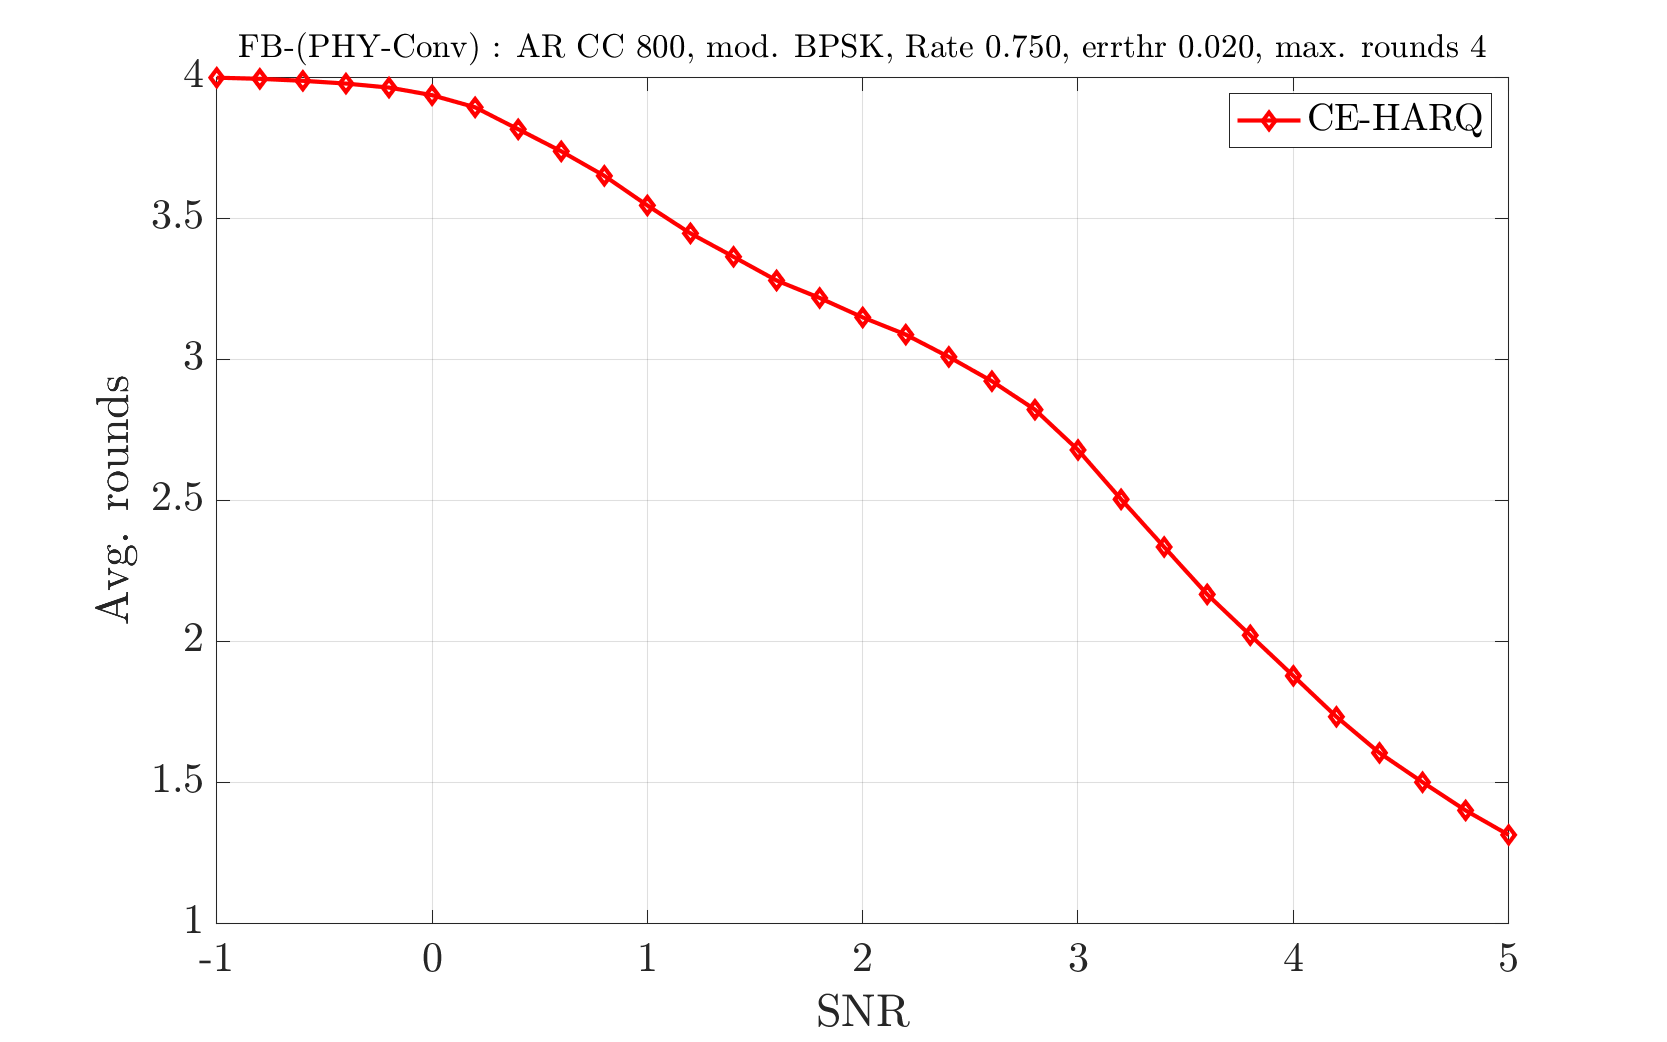 FB-(PHY-Conv) : AR CC 800, mod. BPSK, Rate 0.750, errthr 0.020, max. rounds 4
CE-HARQ
4
3.5
3
2.5
2
1.5
1
Avg. rounds
-1 0 1 2 3 4 5
SNR